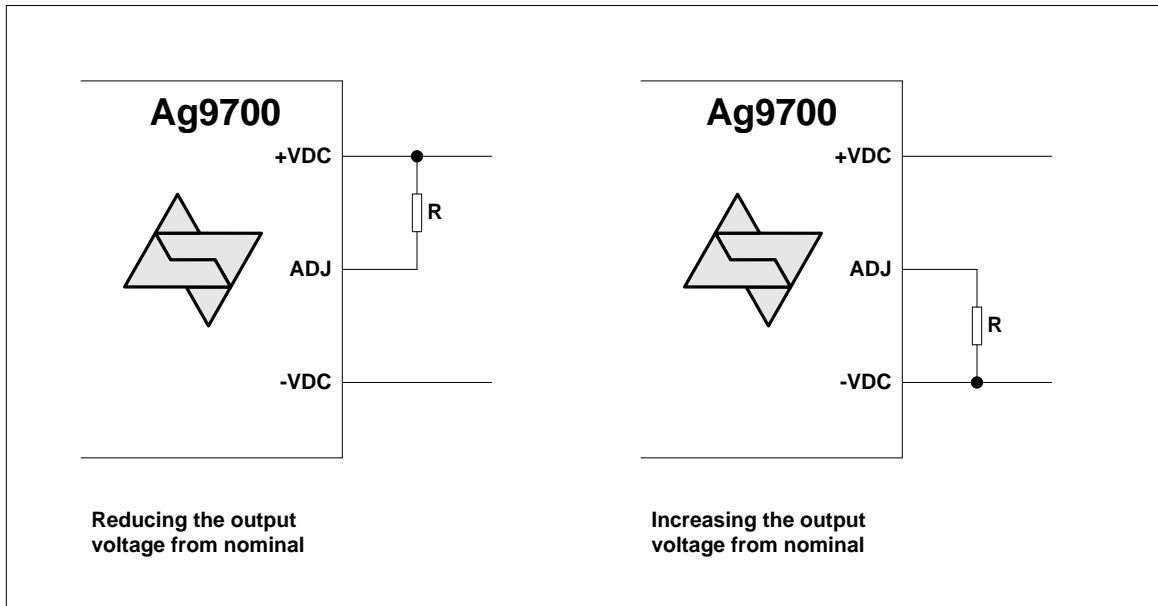 Ag9700
+VDC
R
ADJ
-VDC
Reducing the output
voltage from nominal
Ag9700
+VDC
ADJ
R
-VDC
Increasing the output
voltage from nominal